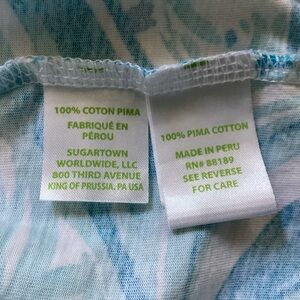 100% COTON PIMA
FABRIQUÉ EN
PÉROU
SUGARTOWN
WORLDWIDE, LLC
800 THIRD AVENUE
KING OF PRUSSIA. PA USA
100% PIMA COTTON
MADE IN PERU
RN# 88189
SEE REVERSE
FOR CARE